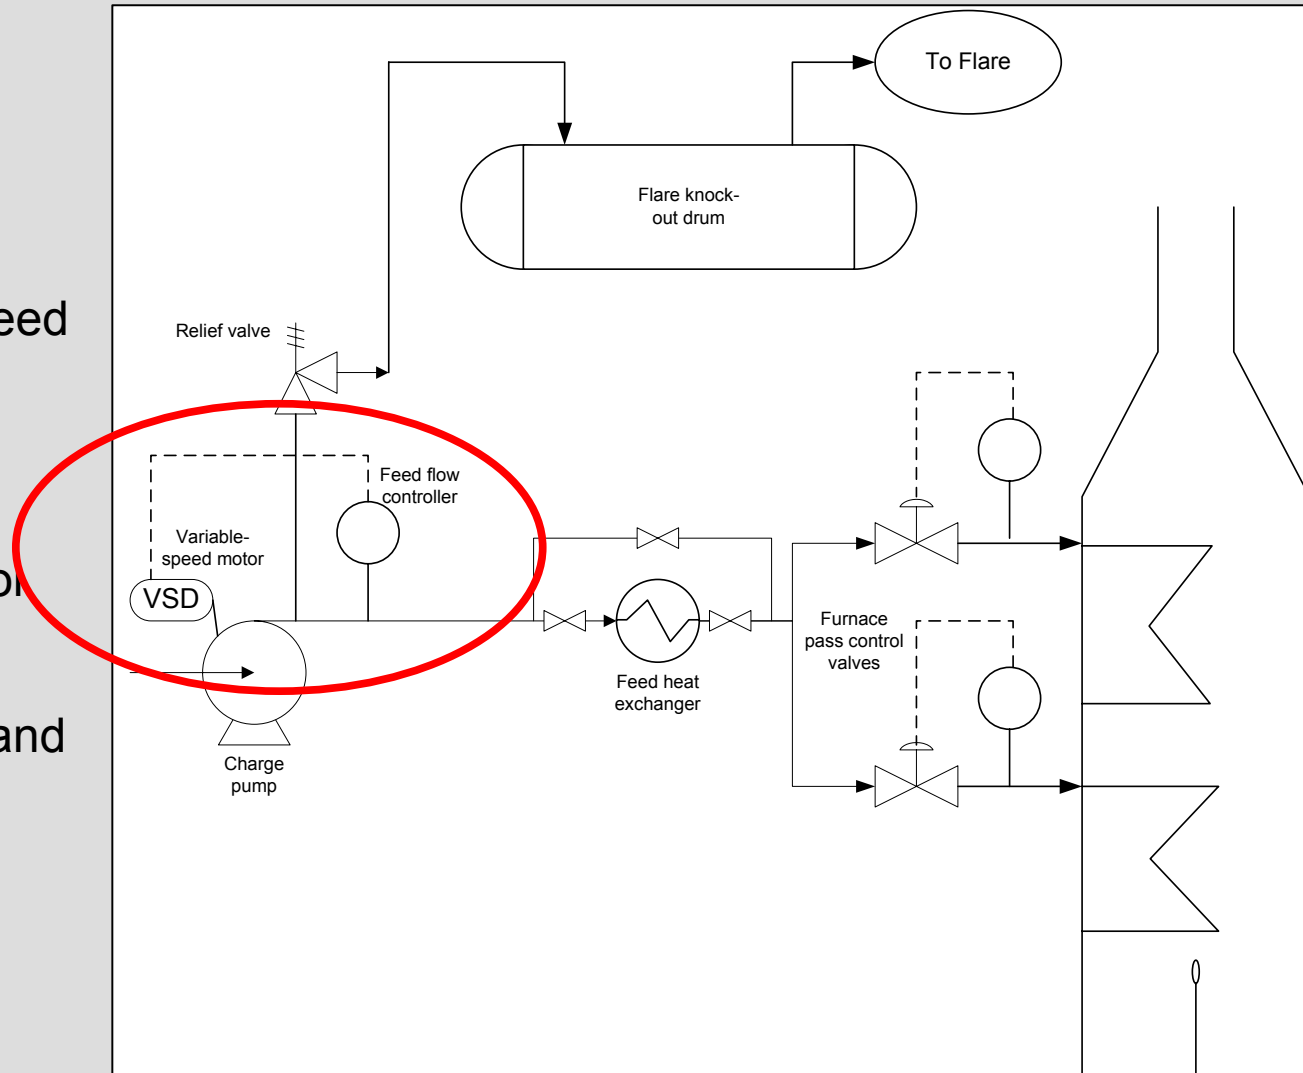 To Flare
Flare knock-
out drum
eed
Relief valve
Feed flow
controller
Variable-
speed motor
or
VSD
Furnace
pass control
valves
Feed heat
exchanger
and
Charge
pump